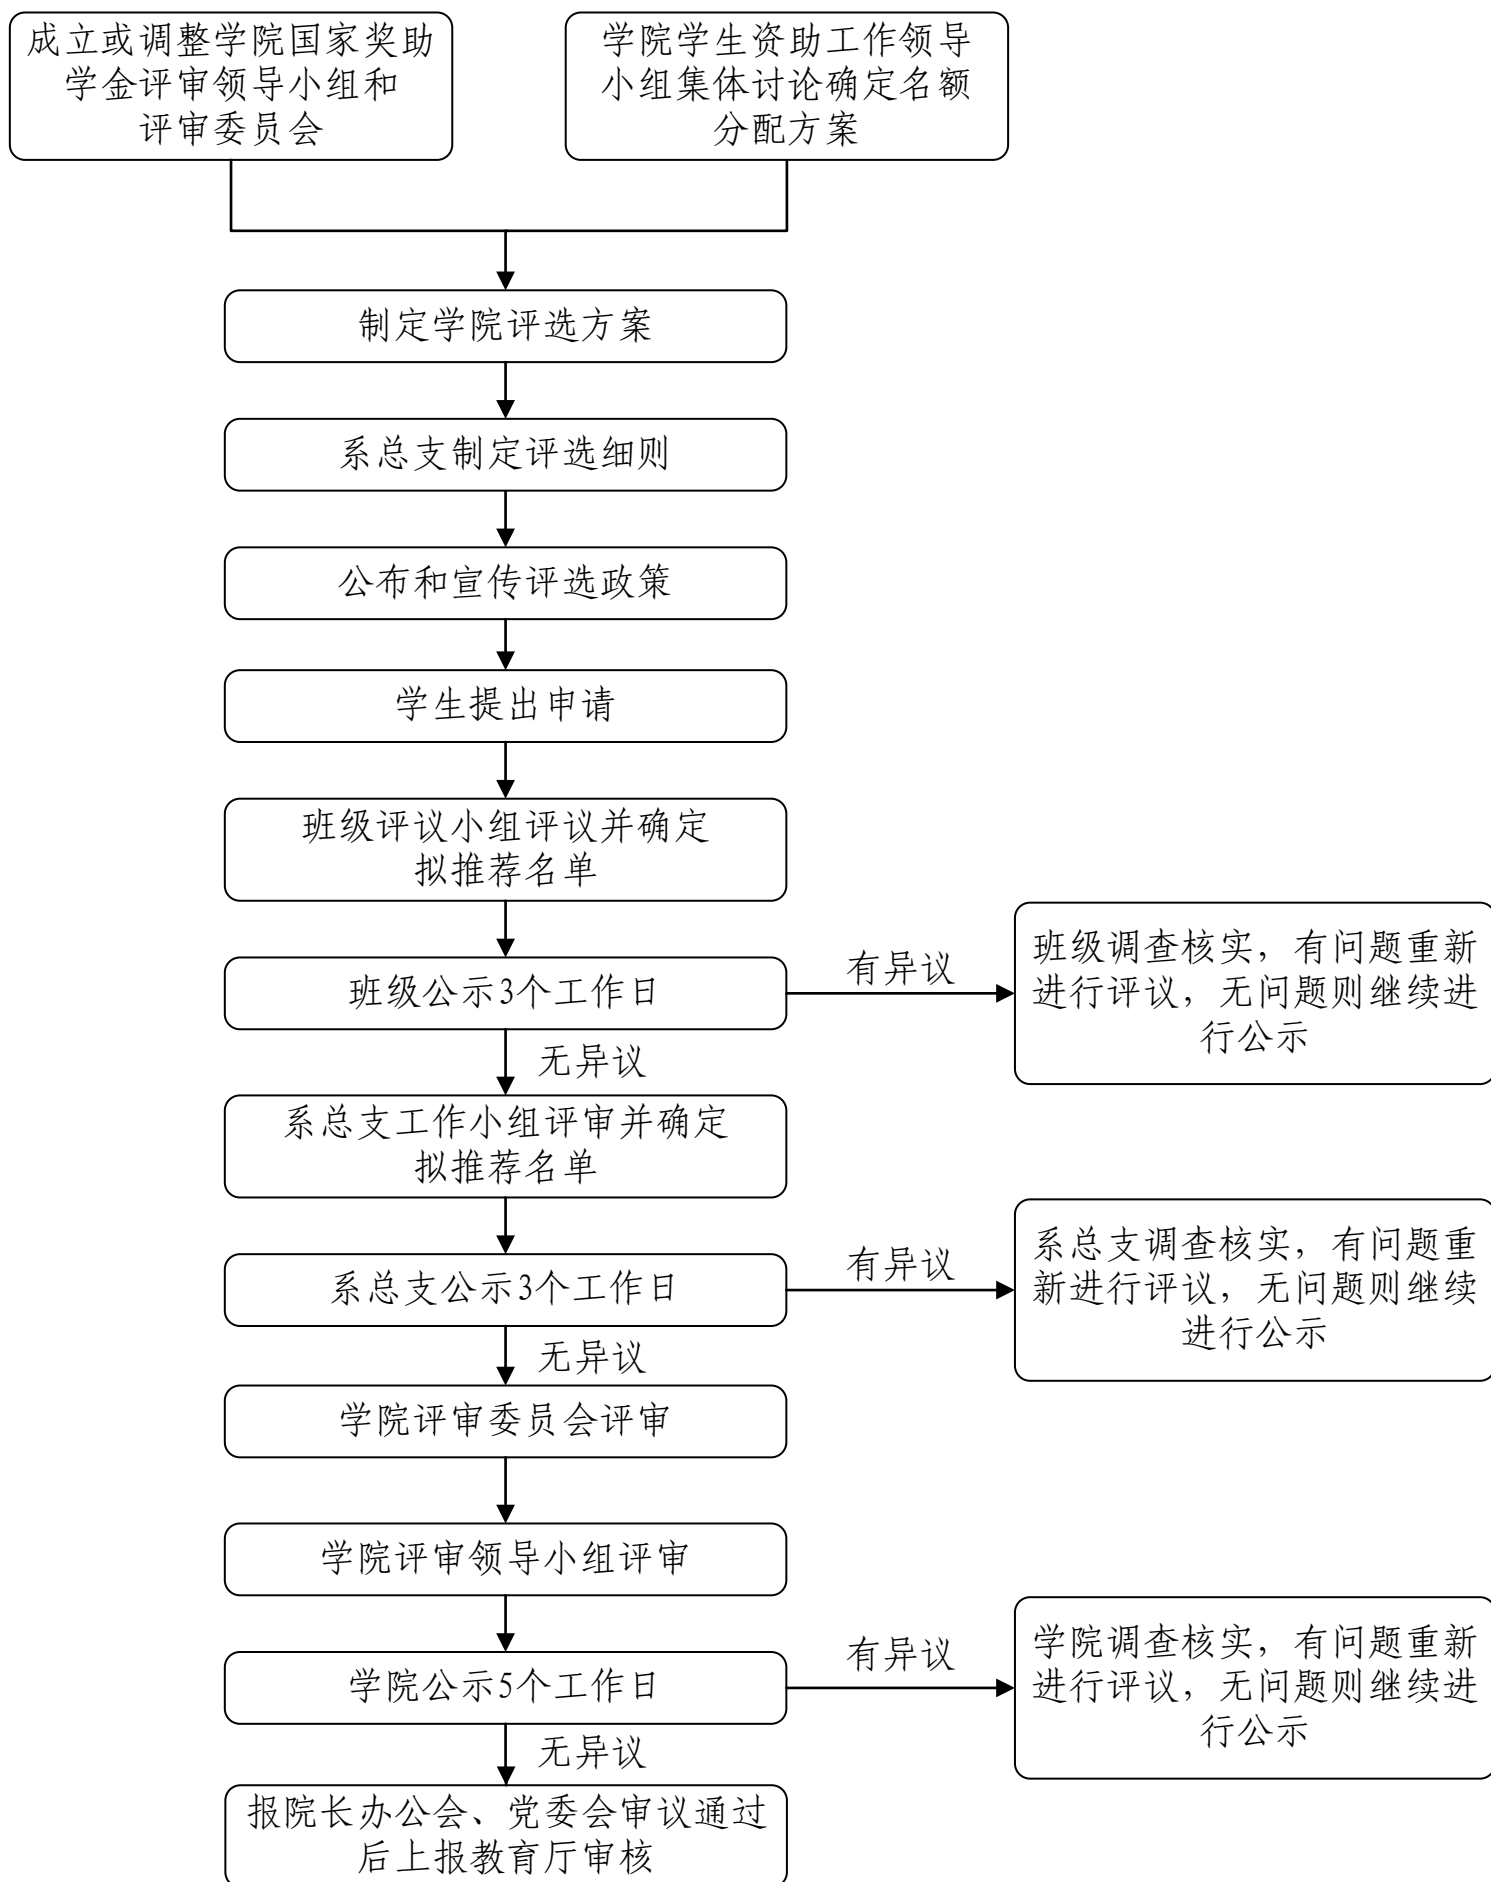 成立或调整学院国家奖助
学金评审领导小组和
评审委员会
学院学生资助工作领导
小组集体讨论确定名额
分配方案
制定学院评选方案
系总支制定评选细则
公布和宣传评选政策
学生提出申请
班级评议小组评议并确定
拟推荐名单
班级公示3个工作日
有异议
班级调查核实，有问题重新
进行评议，无问题则继续进
行公示
无异议
系总支工作小组评审并确定
拟推荐名单
系总支公示3个工作日
有异议
系总支调查核实，有问题重
新进行评议，无问题则继续
进行公示
无异议
学院评审委员会评审
学院评审领导小组评审
学院公示5个工作日
有异议
学院调查核实，有问题重新
进行评议，无问题则继续进
行公示
无异议
报院长办公会、党委会审议通过
后上报教育厅审核